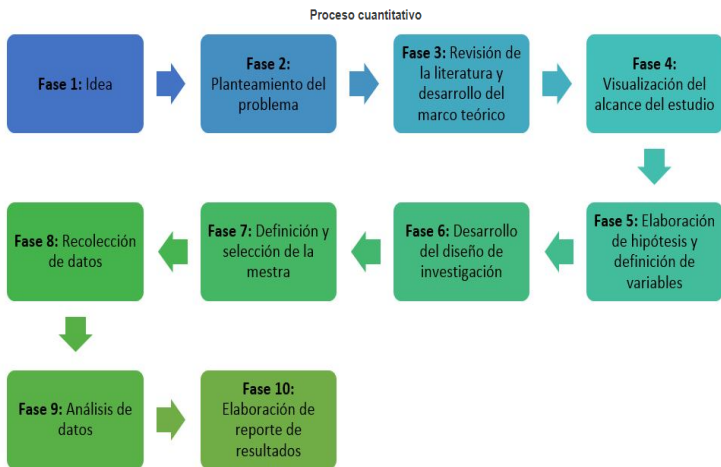 Proceso cuantitativo
Fase 1: Idea
Fase 2:
Planteamiento del
problema
Fase 3: Revisión de
la literatura y
desarrollo del
marco teórico
Fase 4:
Visualización del
alcance del estudio
Fase 5: Elaboración
de hipótesis y
definición de
variables
Fase 6: Desarrollo
del diseño de
investigación
Fase 7: Definición y
selección de la
mestra
Fase 8: Recolección
de datos
Fase 9: Análisis de
datos
Fase 10:
Elaboración de
reporte de
resultados